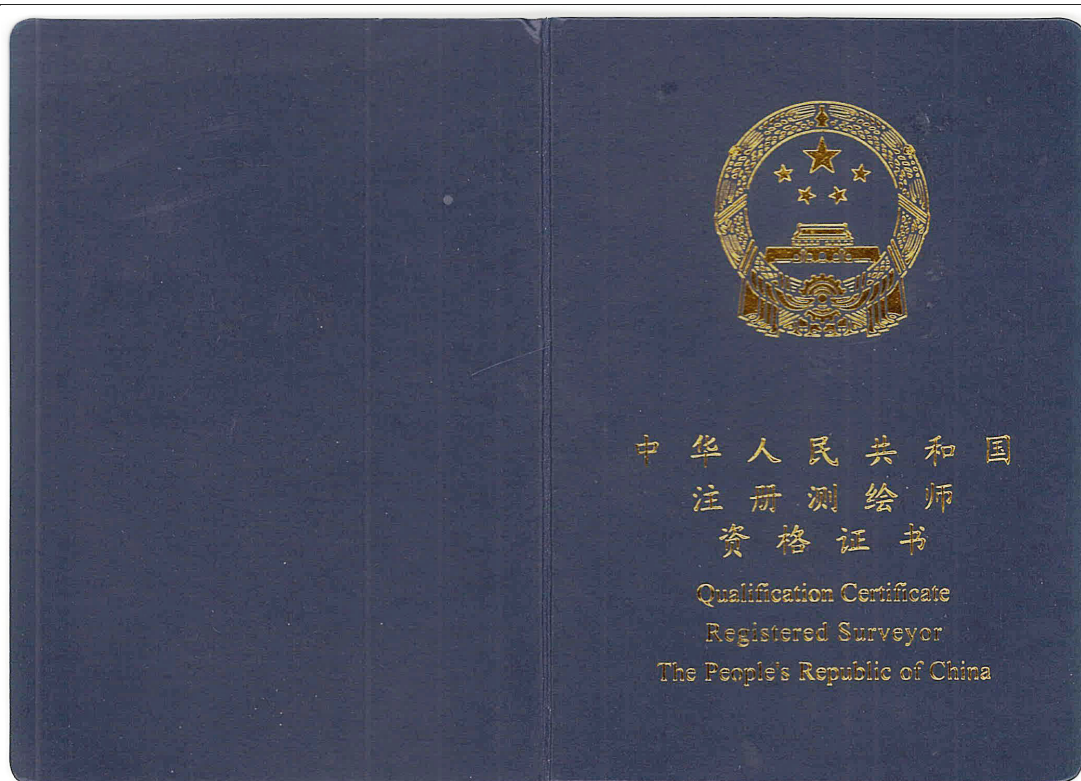 中华人民共和国
注册测绘师
资格证书
Qualification Certificate
Registered Surveyor
The People's Republic of China